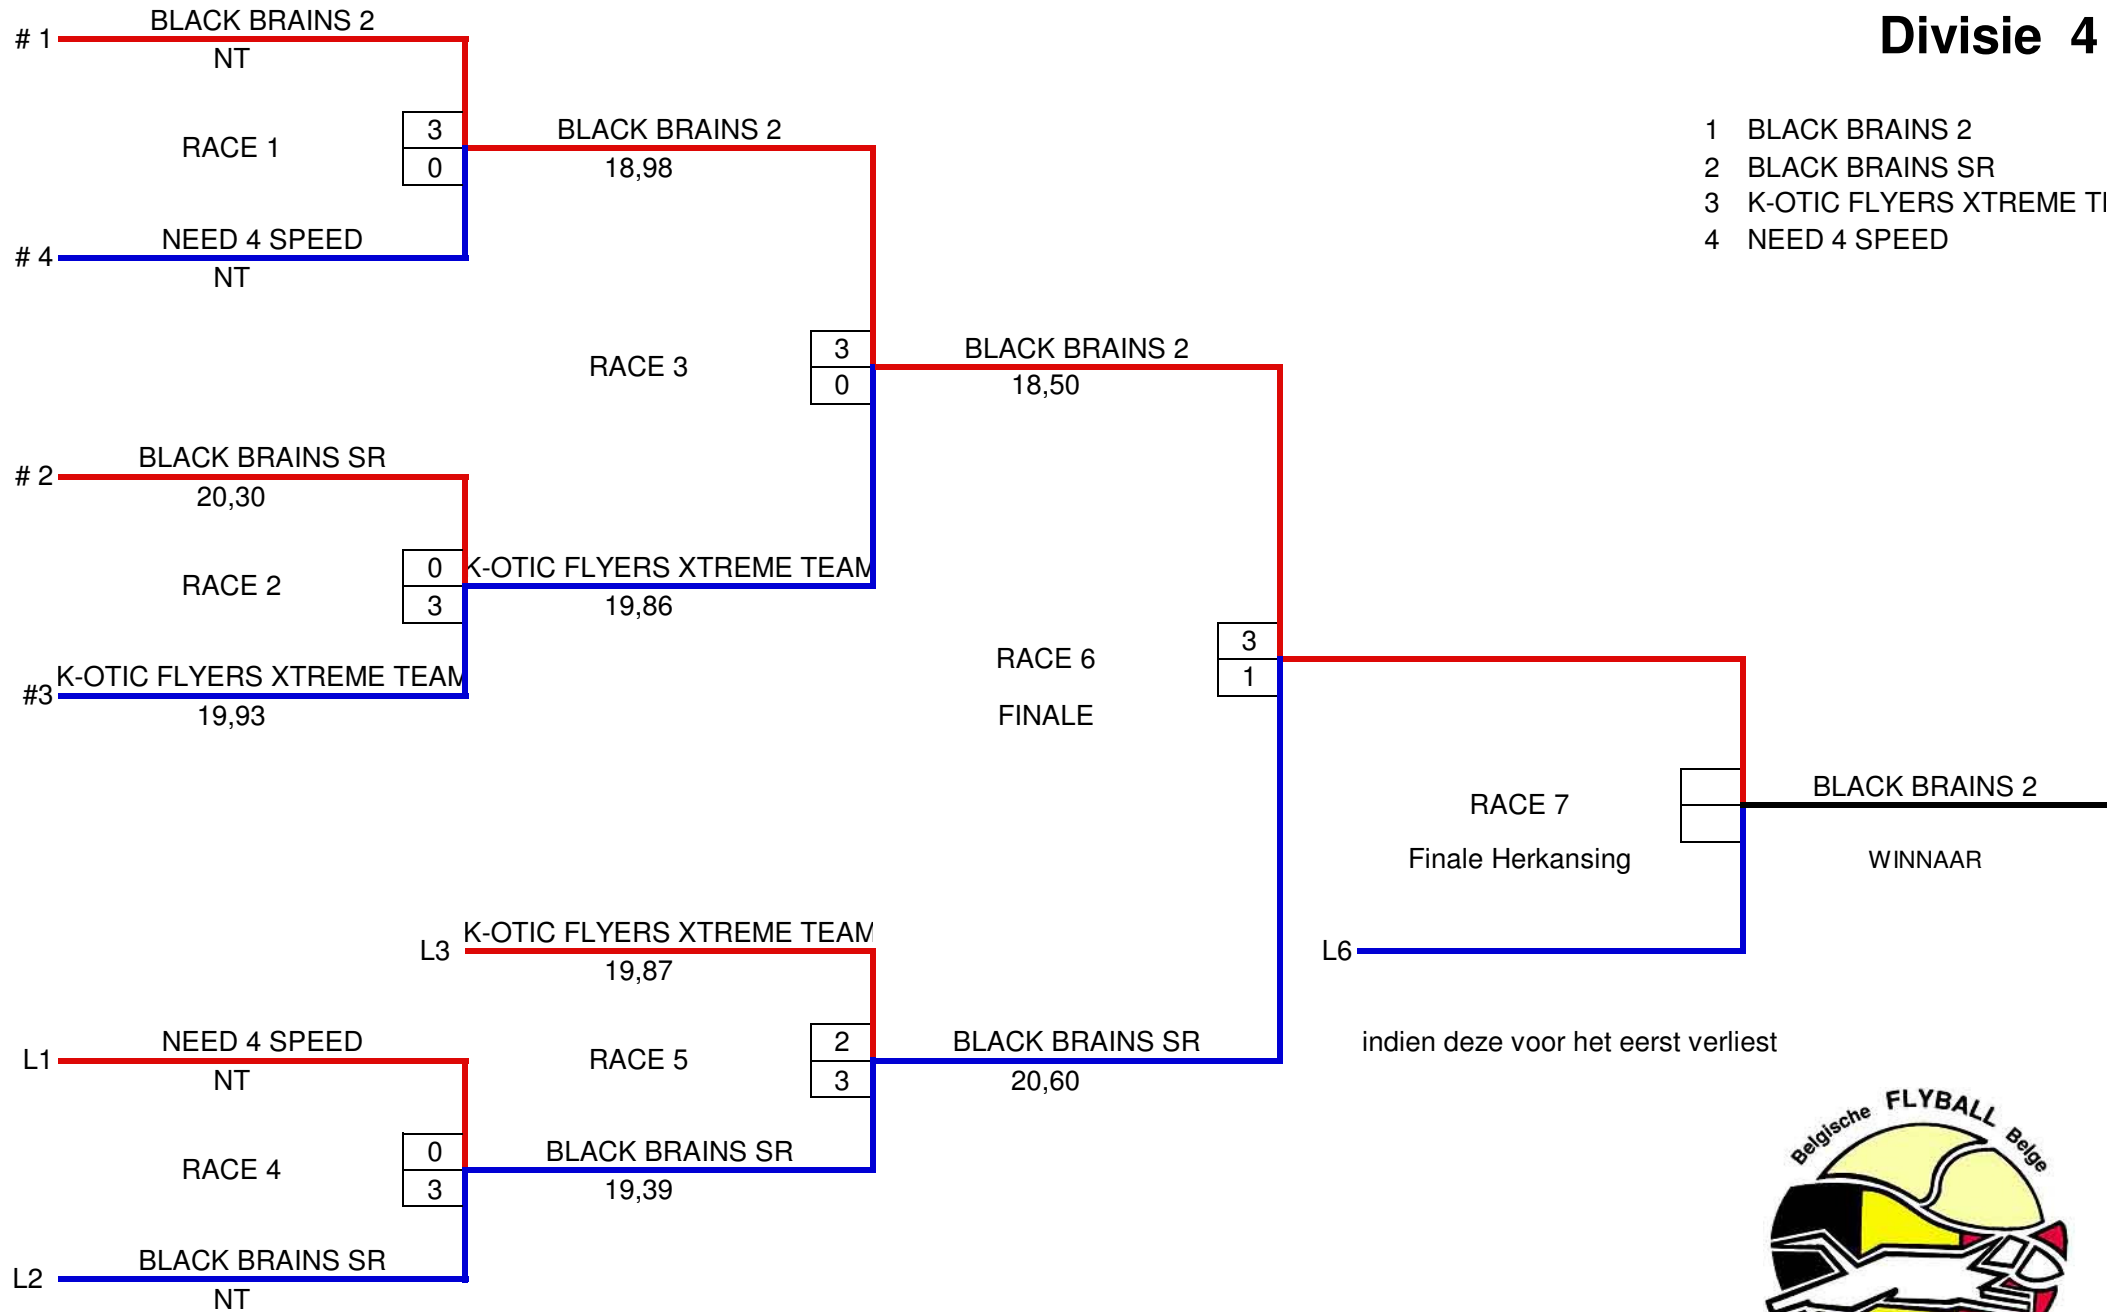 Divisie 4
1 BLACK BRAINS 2
2 BLACK BRAINS SR
3 K-OTIC FLYERS XTREME
4 NEED 4 SPEED
# 1 BLACK BRAINS 2
NT
RACE 1
3
0
# 4 NEED 4 SPEED
NT
BLACK BRAINS 2
18,98
RACE 3
3
0
BLACK BRAINS 2
18,50
# 2 BLACK BRAINS SR
20,30
RACE 2
0
3
#3 K-OTIC FLYERS XTREME TEAM
19,93
K-OTIC FLYERS XTREME TEAM
19,86
RACE 6
FINALE
3
1
RACE 7
Finale Herkansing
BLACK BRAINS 2
WINNAAR
L6
indien deze voor het eerst verliest
L3 K-OTIC FLYERS XTREME TEAM
19,87
RACE 5
2
3
BLACK BRAINS SR
20,60
L1 NEED 4 SPEED
NT
RACE 4
0
3
BLACK BRAINS SR
19,39
L2 BLACK BRAINS SR
NT
Belgische FLYBALL Belge